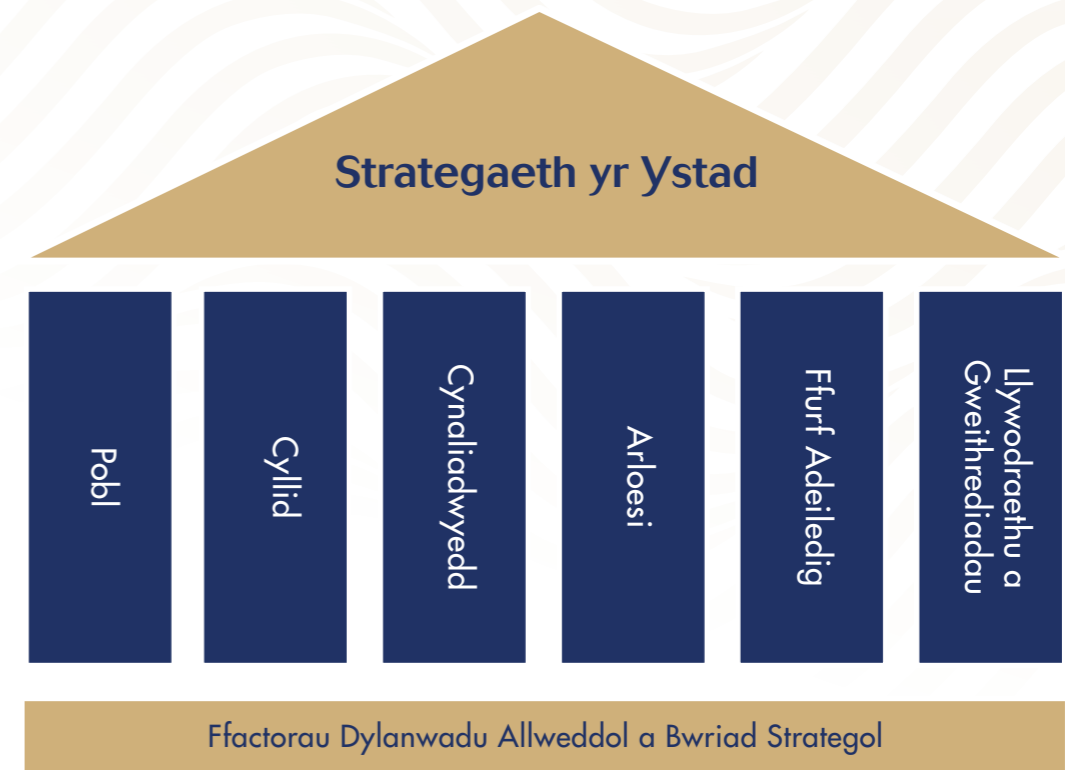 Strategaeth yr Ystad
Pobl
Cyllid
Cynaliadwyedd
Arloesi
Ffurf Adeiledig
Llywodraethu a
Gweithrediadau
Ffactorau Dylanwadu Allweddol a Bwriad Strategol